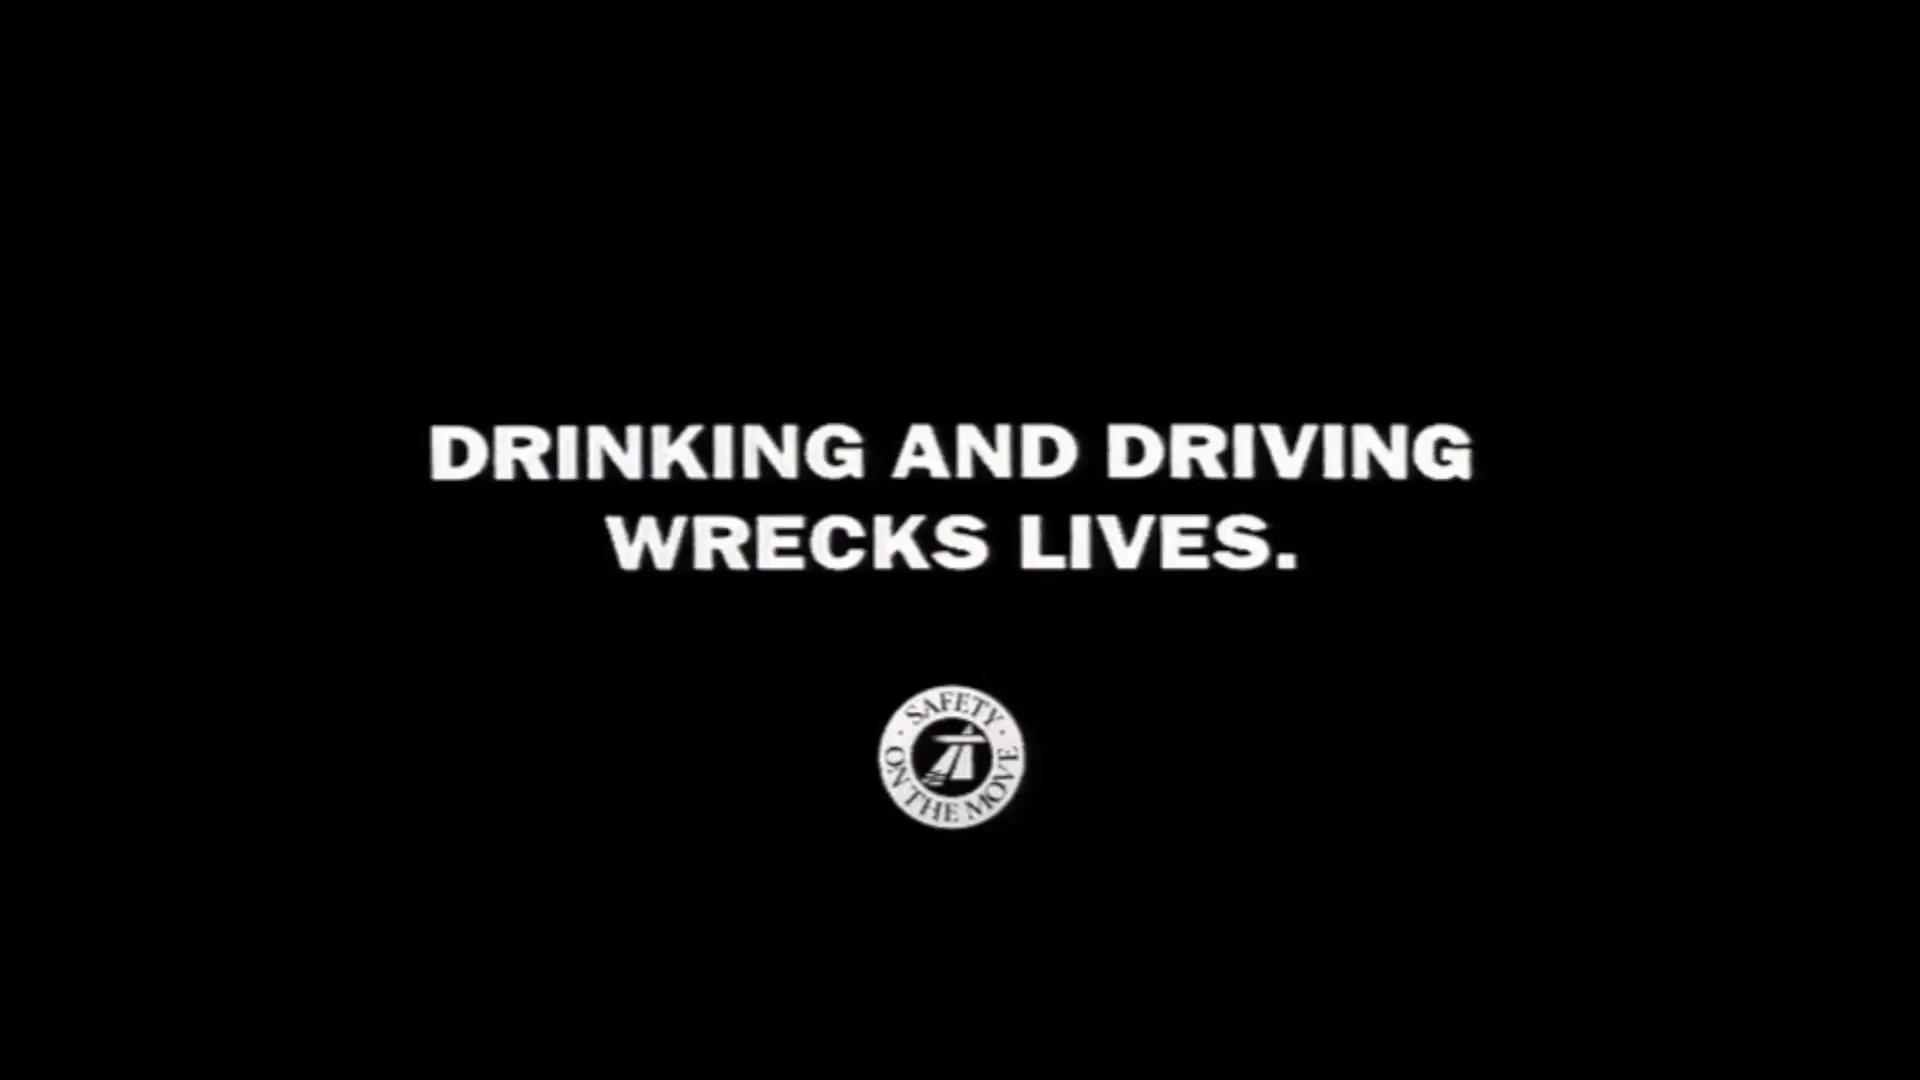 DRINKING AND DRIVING
WRECKS LIVES.
· SAFETY ·
ON THE MOVE